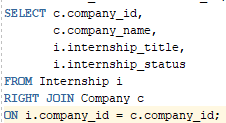 SELECT c.company_id,
c.company_name,
i.internship_title,
i.internship_status
FROM Internship i
RIGHT JOIN Company c
ON i.company_id = c.company_id;